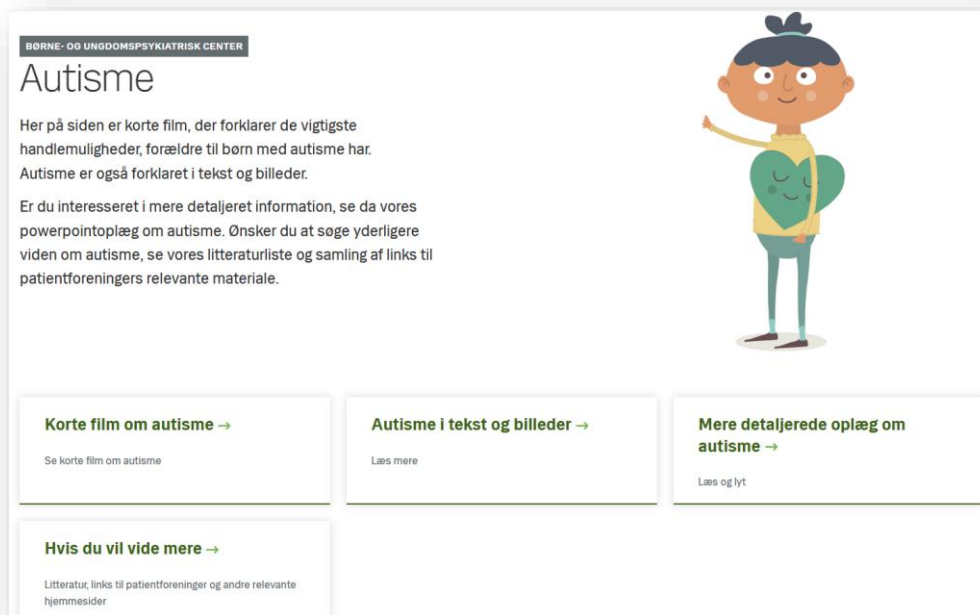 BØRNE- OG UNGDOMSPSYKIATRISK CENTER
Autisme
Her på siden er korte film, der forklarer de vigtigste
handlemuligheder, forældre til børn med autisme har.
Autisme er også forklaret i tekst og billeder.
Er du interesseret i mere detaljeret information, se da vores
powerpointoplæg om autisme. Ønsker du at søge yderligere
viden om autisme, se vores litteraturliste og samling af links til
patientforeningers relevante materiale.
Korte film om autisme →
Se korte film om autisme
Autisme i tekst og billeder →
Læs mere
Mere detaljerede oplæg om
autisme →
Læs og lyt
Hvis du vil vide mere →
Litteratur, links til patientforeninger og andre relevante
hjemmesider